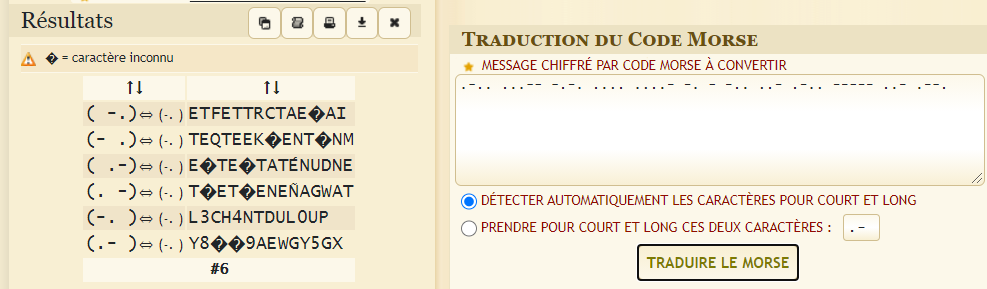 Résultats
� = caractère inconnu
↑↓ ↑↓
( -.)⇔ (-. ) ETFETTRCTAE�AI
(- .)⇔ (-. ) TEQTEEK�ENT�NM
( .-)⇔ (-. ) E�TE�TATÉNUDNE
(. -)⇔ (-. ) T�ET�ENEÑAGWAT
(-. )⇔ (-. ) L3CH4NTDUL0UP
(.- )⇔ (-. ) Y8��9AEWGY5GX
#6
TRADUCTION DU CODE MORSE
MESSAGE CHIFFRÉ PAR CODE MORSE À CONVERTIR
.-.. ...-- -.-. .... ....- -. - -.. ..- .-.. ----- ..- .--.
DÉTECTER AUTOMATIQUEMENT LES CARACTÈRES POUR COURT ET LONG
PRENDRE POUR COURT ET LONG CES DEUX CARACTÈRES : .-
TRADUIRE LE MORSE